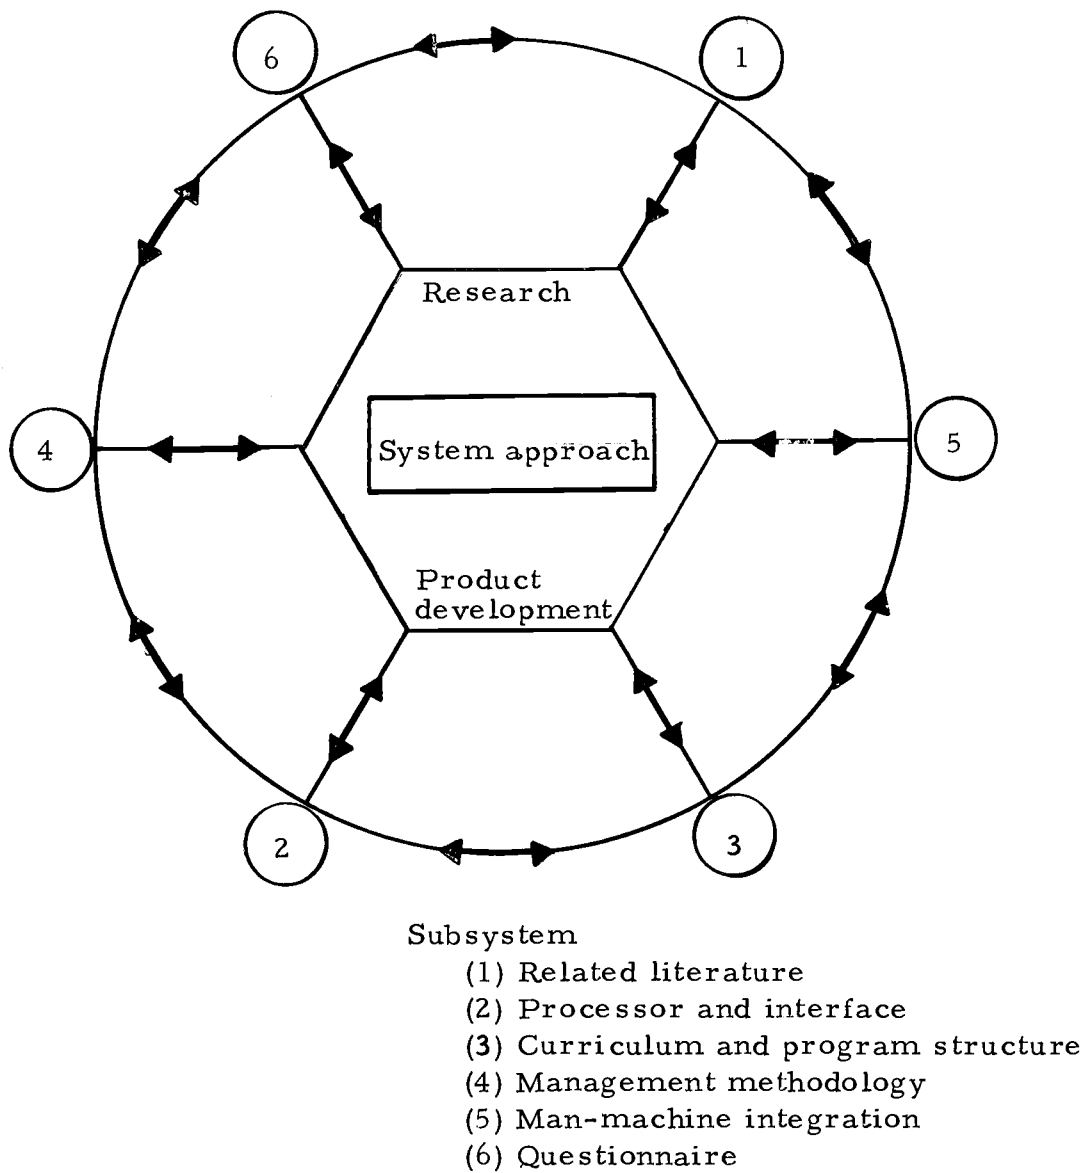 6
1
Research
4
System approach
5
Product
development
2
3
Subsystem
(1) Related literature
(2) Processor and interface
(3) Curriculum and program structure
(4) Management methodology
(5) Man-machine integration
(6) Questionnaire